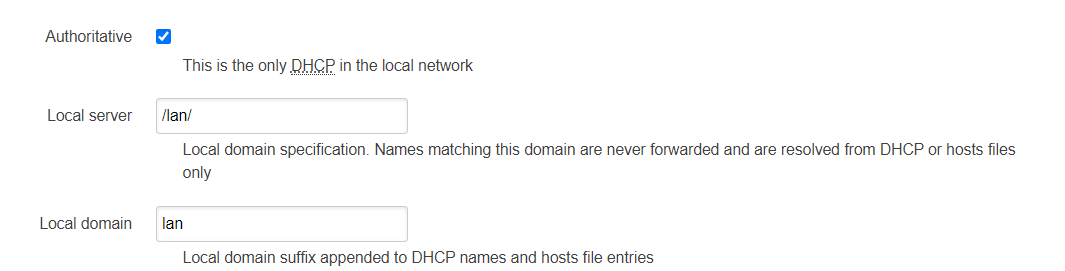 Authoritative
This is the only DHCP in the local network
Local server /lan/
Local domain specification. Names matching this domain are never forwarded and are resolved from DHCP or hosts files
only
Local domain lan
Local domain suffix appended to DHCP names and hosts file entries